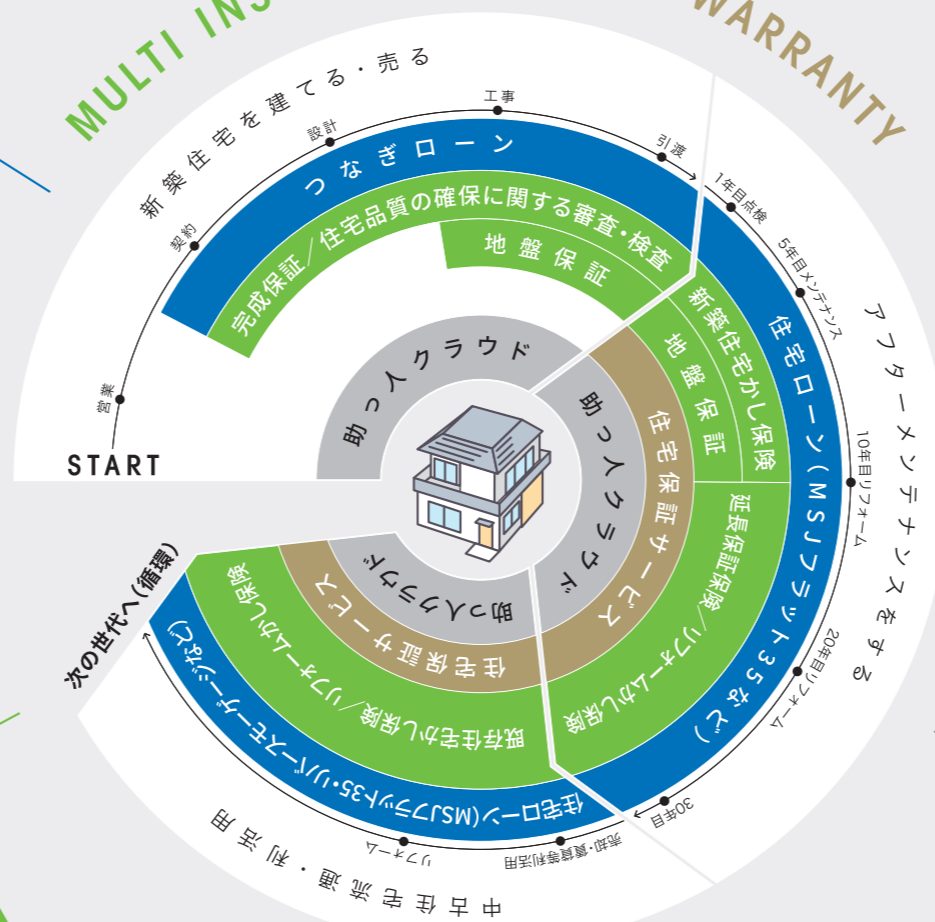 MULTI INS
WARRANTY
新築住宅を建てる・売る
START
営業
契約
設計
工事
引渡
つなぎローン
完成保証/住宅品質の確保に関する審査・検査
地盤保証
助っ人クラウド
アフターメンテナンスをする
1年目点検
5年目メンテナンス
10年目リフォーム
20年目リフォーム
30年目
住宅ローン(MSJフラット35など)
新築住宅かし保険
地盤保証
延長保証保険/リフォームかし保険
住宅保証サービス
助っ人クラウド
中古住宅流通・利活用
売却・賃貸等利活用
リフォーム
住宅ローン(MSJフラット35・リバースモーゲージなど)
既存住宅かし保険/リフォームかし保険
住宅保証サービス
助っ人クラウド
次の世代へ(循環)